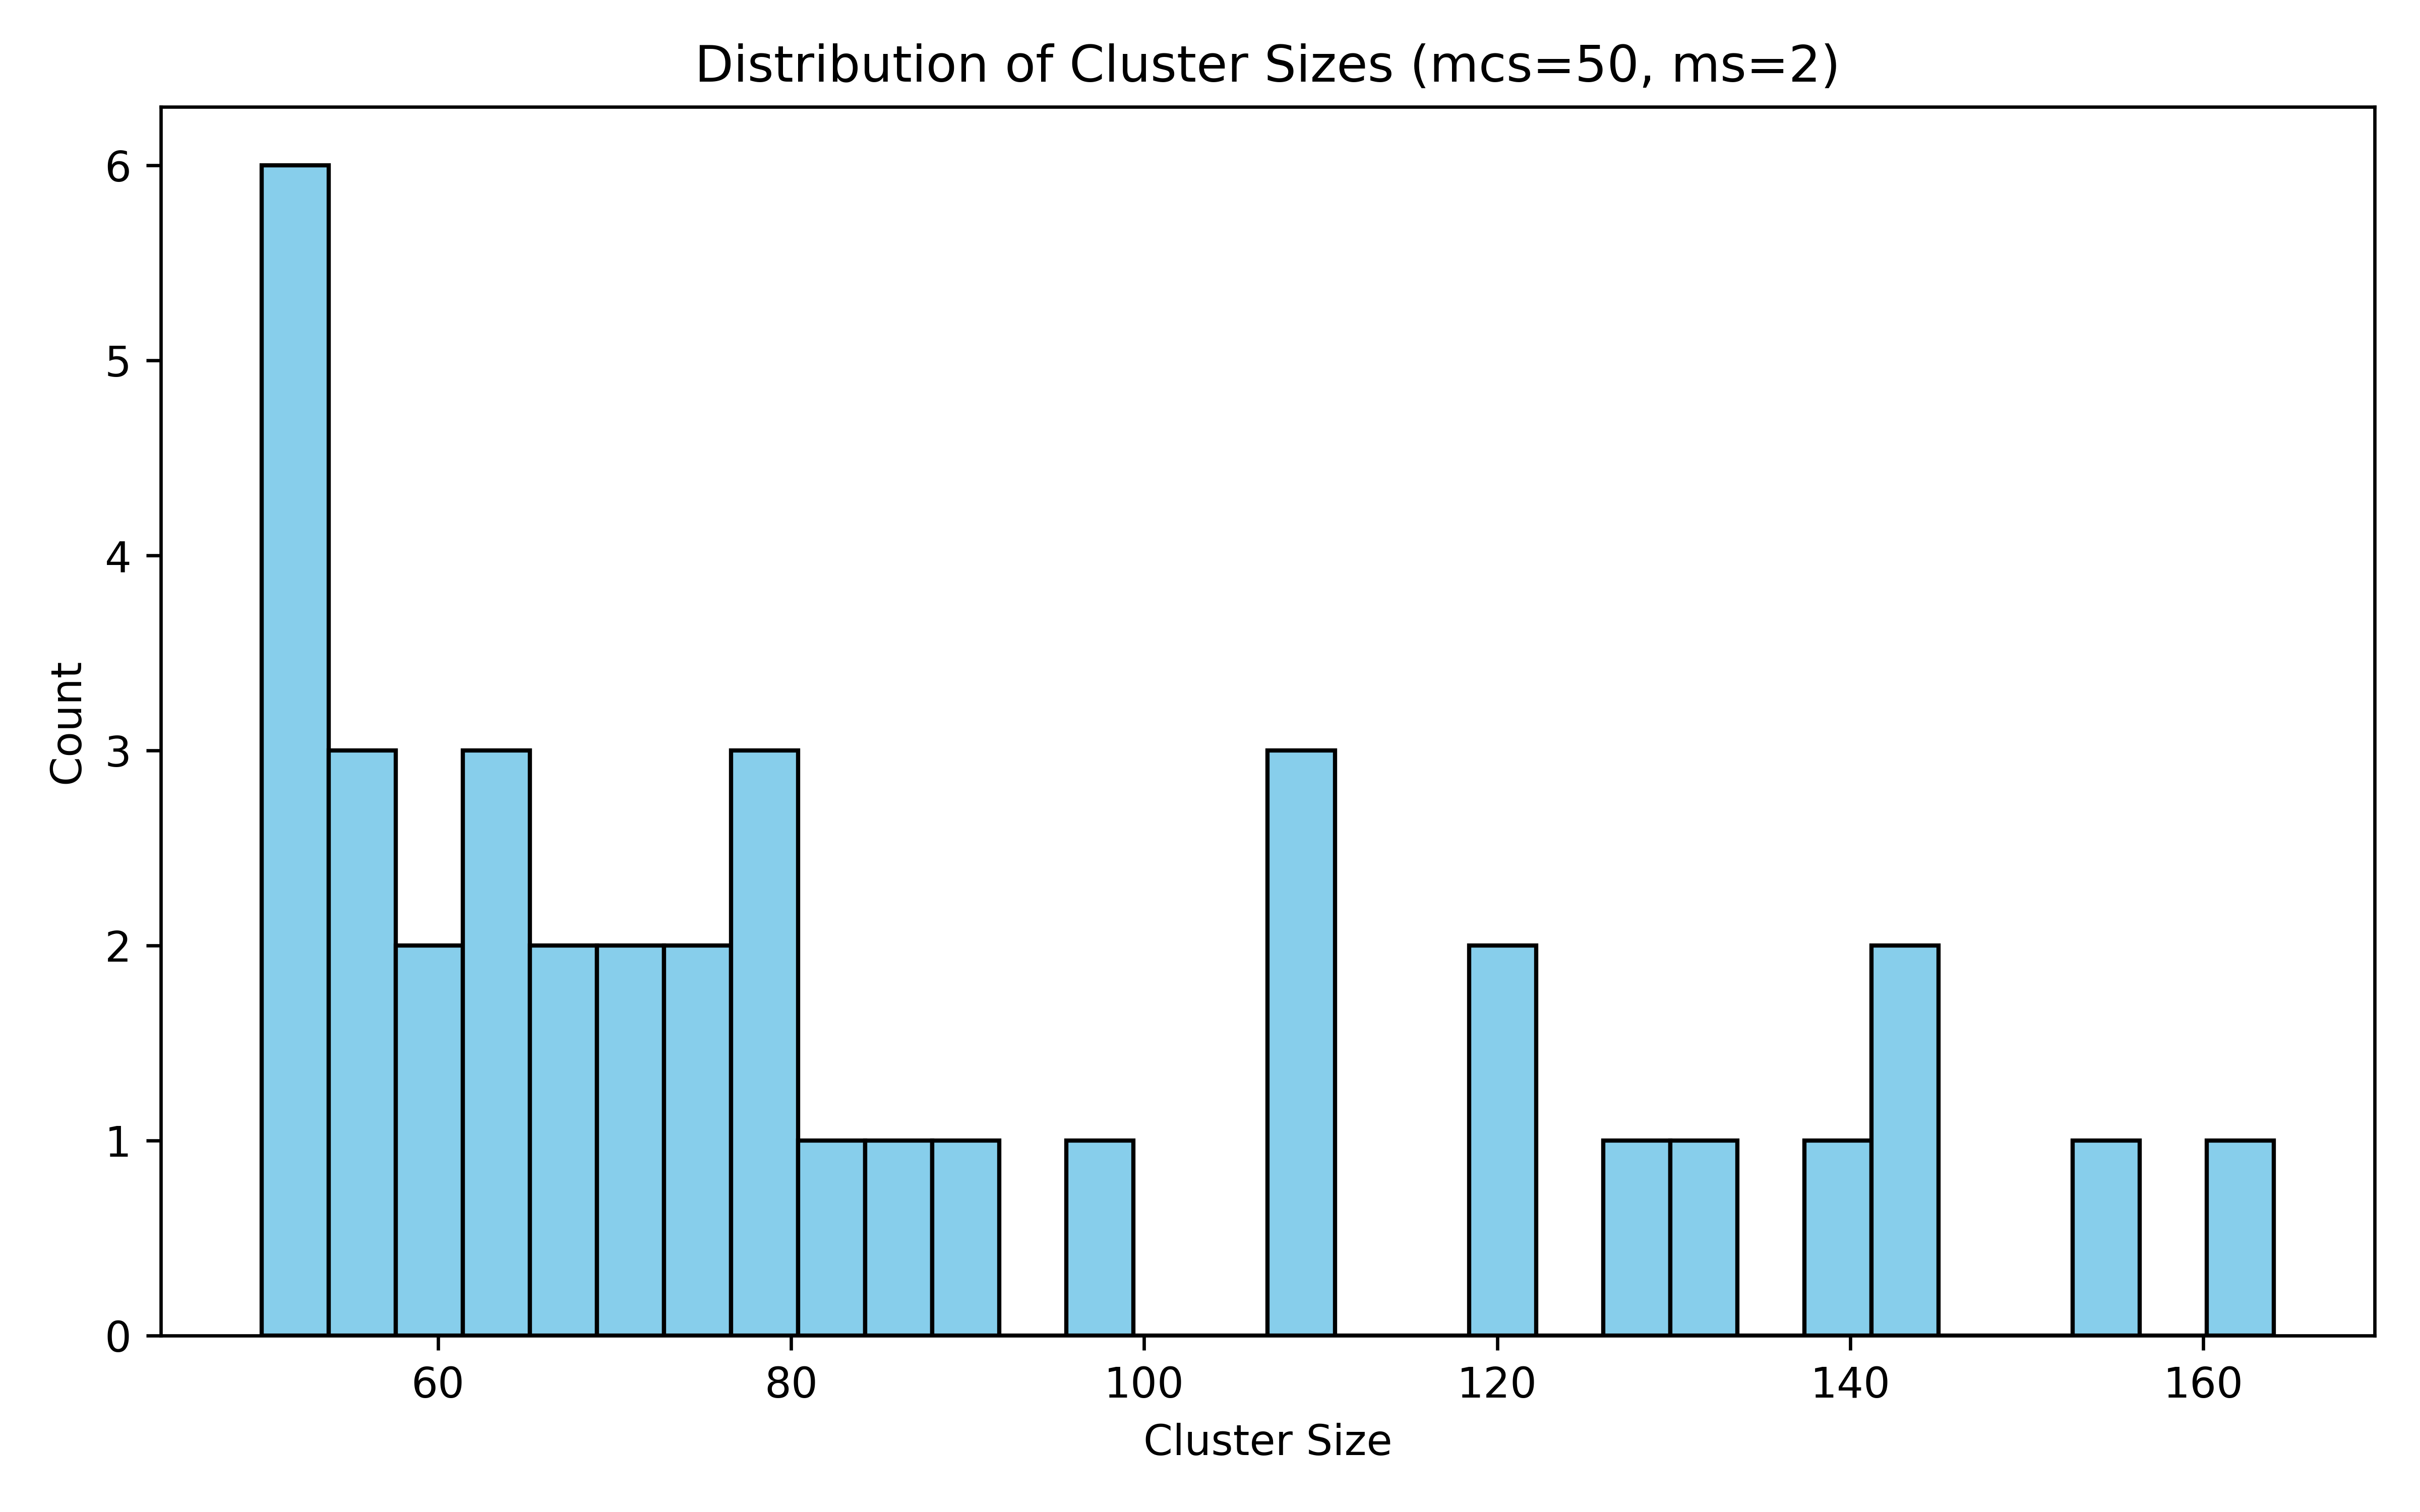 Distribution of Cluster Sizes (mcs=50, ms=2)
6
5
4
3
2
1
0
Count
60 80 100 120 140 160
Cluster Size